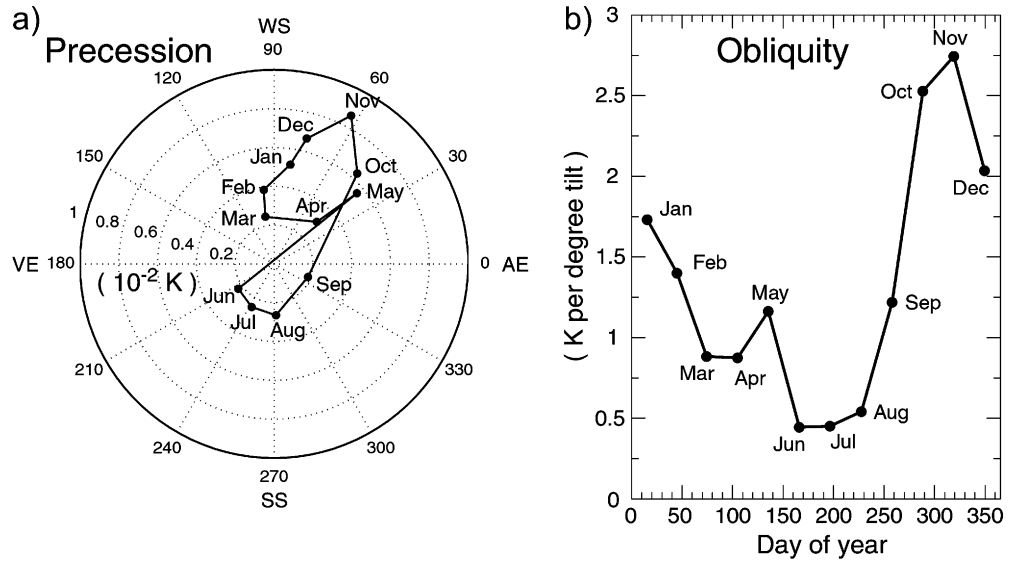 a)
Precession
WS
90
120
60
150
30
1
0.8
0.6
0.4
0.2
VE 180
0 AE
( 10-2 K )
210
330
240
300
270
SS
Nov
Dec
Jan
Oct
Feb
May
Apr
Mar
Sep
Jun
Jul
Aug
b)
Obliquity
( K per degree tilt )
3
2.5
2
1.5
1
0.5
0
Jan
Feb
Mar
Apr
May
Jun
Jul
Aug
Sep
Oct
Nov
Dec
0 50 100 150 200 250 300 350
Day of year